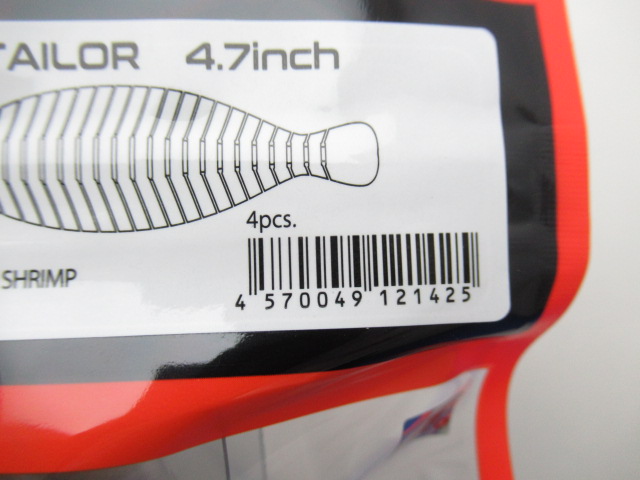 TAILOR 4.7inch
4pcs.
SHRIMP
4 570049 121425